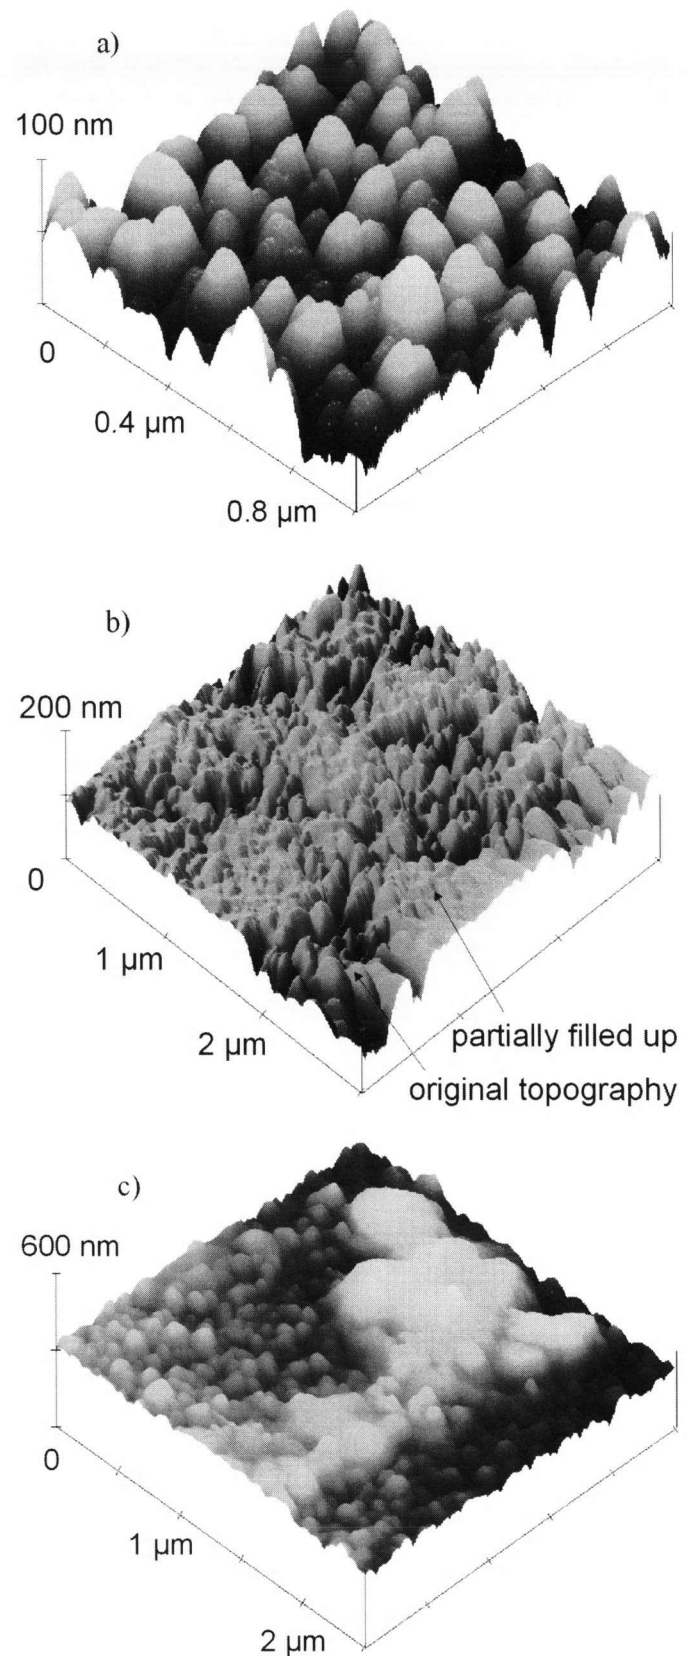 a)
100 nm
0
0.4 µm
0.8 µm
b)
200 nm
0
1 µm
2 µm
partially filled up
original topography
c)
600 nm
0
1 µm
2 µm